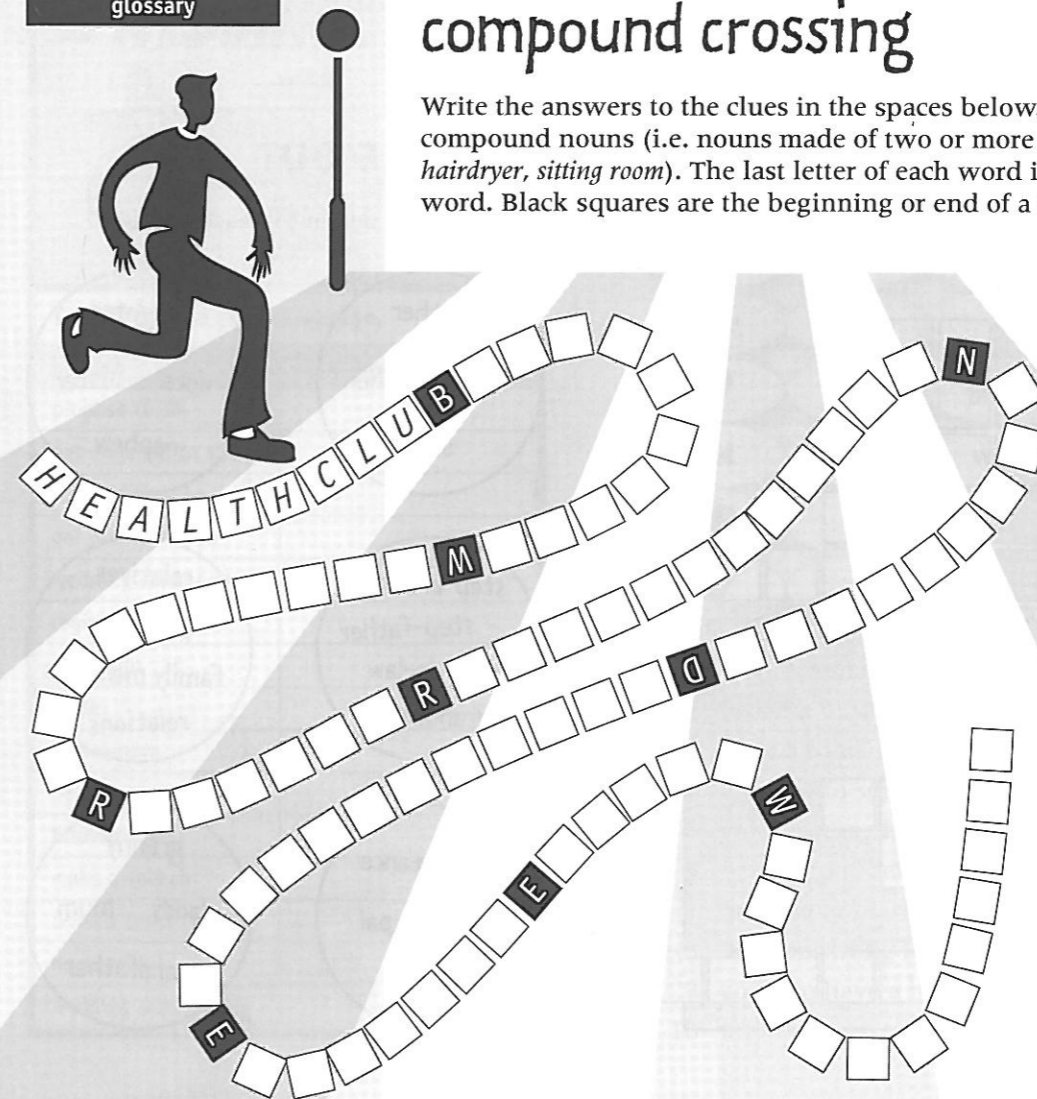 glossary
compound crossing
Write the answers to the clues in the spaces below
compound nouns (i.e. nouns made of two or more
hairdryer, sitting room). The last letter of each word i
word. Black squares are the beginning or end of a
HEALTHCLUB
N
M
R
D
R
W
E
E